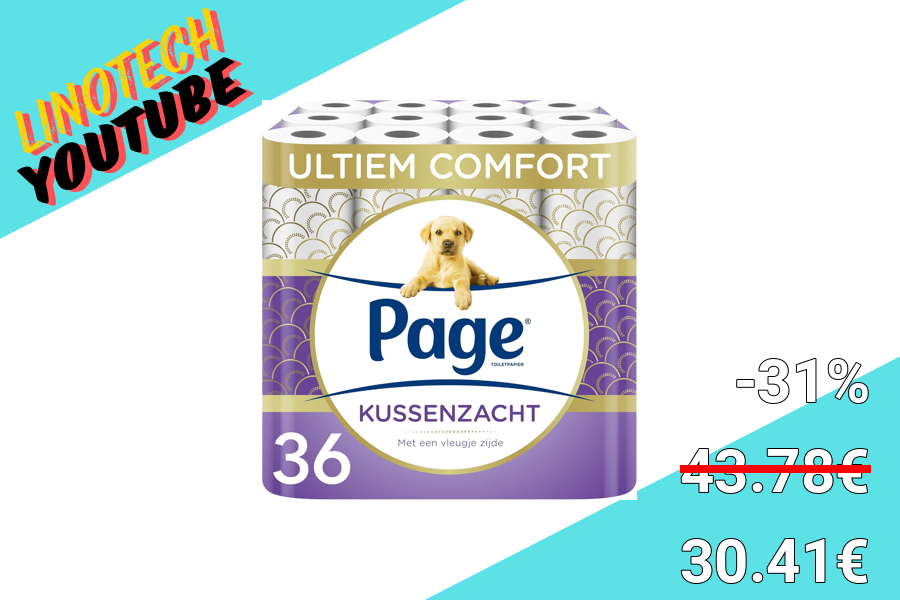 LINOTECH
YOUTUBE
ULTIEM COMFORT
Page®
TOILETPAPIER
KUSSENZACHT
Met een vleugje zijde
36
-31%
43.78€
30.41€